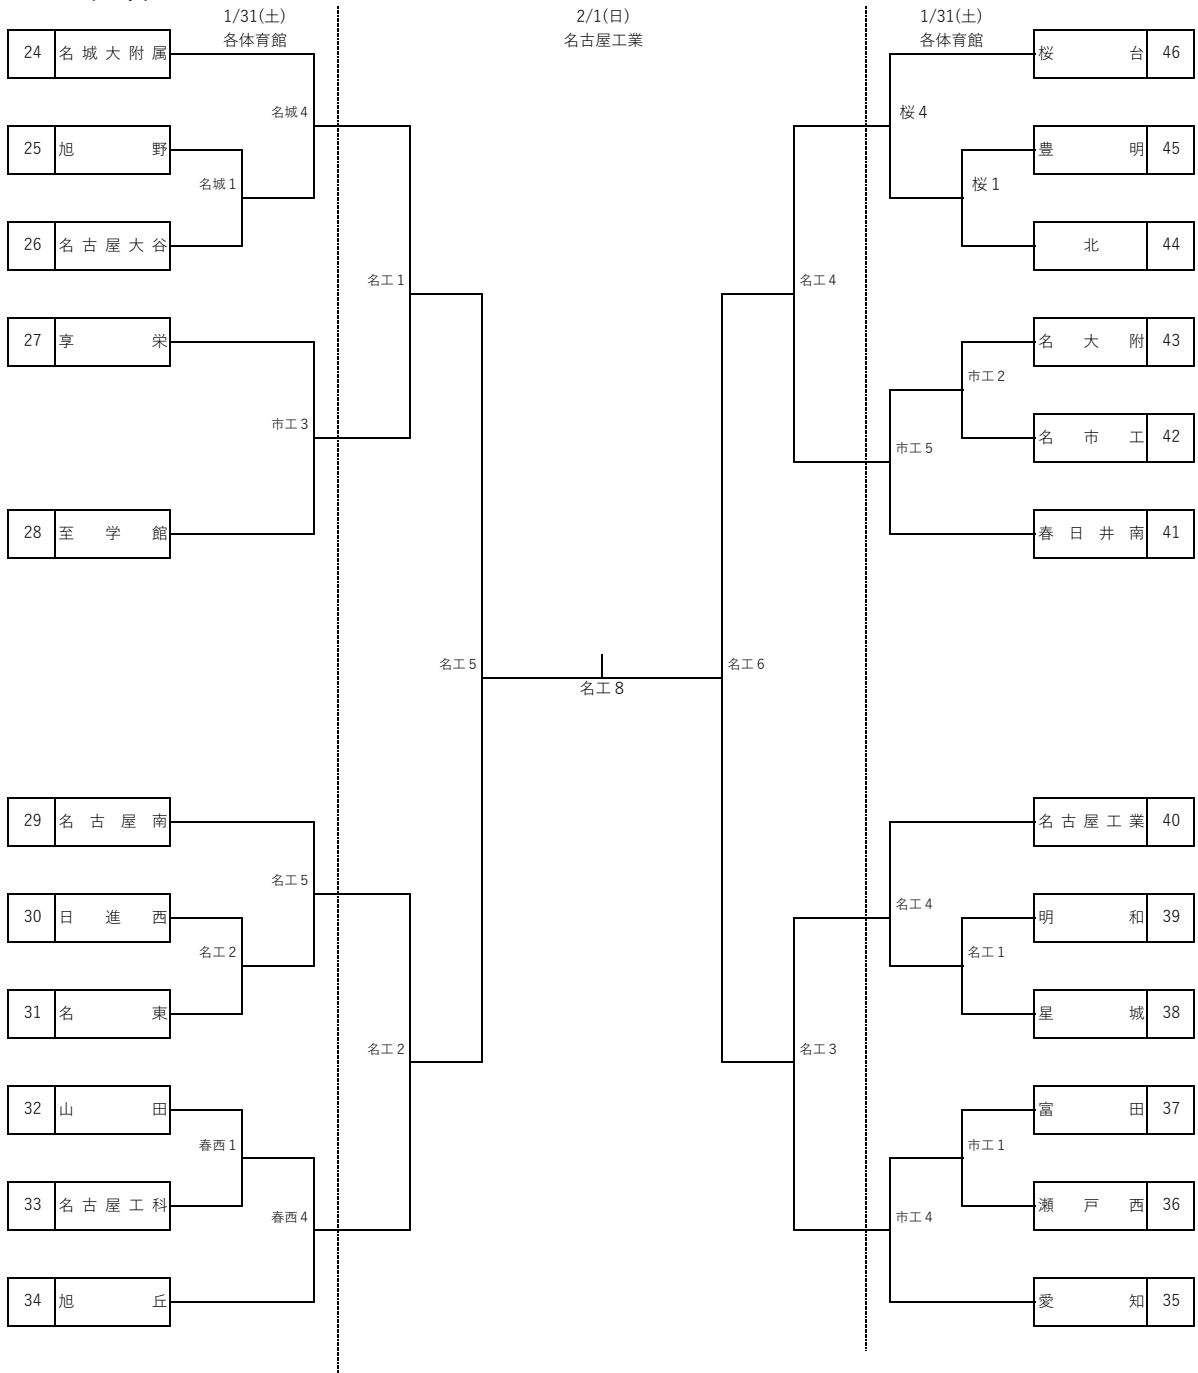 1/31(土)
各体育館
2/1(日)
名古屋工業
1/31(土)
各体育館
24 名城大附属
桜台 46
名城4
桜4
25 旭野
豊明 45
名城1
桜1
26 名古屋大谷
北 44
名工1
名工4
27 享栄
名大附 43
市工2
市工3
名市工 42
市工5
28 至学館
春日井南 41
名工5
名工6
名工8
29 名古屋南
名古屋工業 40
名工5
名工4
30 日進西
明和 39
名工2
名工1
31 名東
星城 38
名工2
名工3
32 山田
富田 37
春西1
市工1
33 名古屋工科
瀬戸西 36
春西4
市工4
34 旭丘
愛知 35